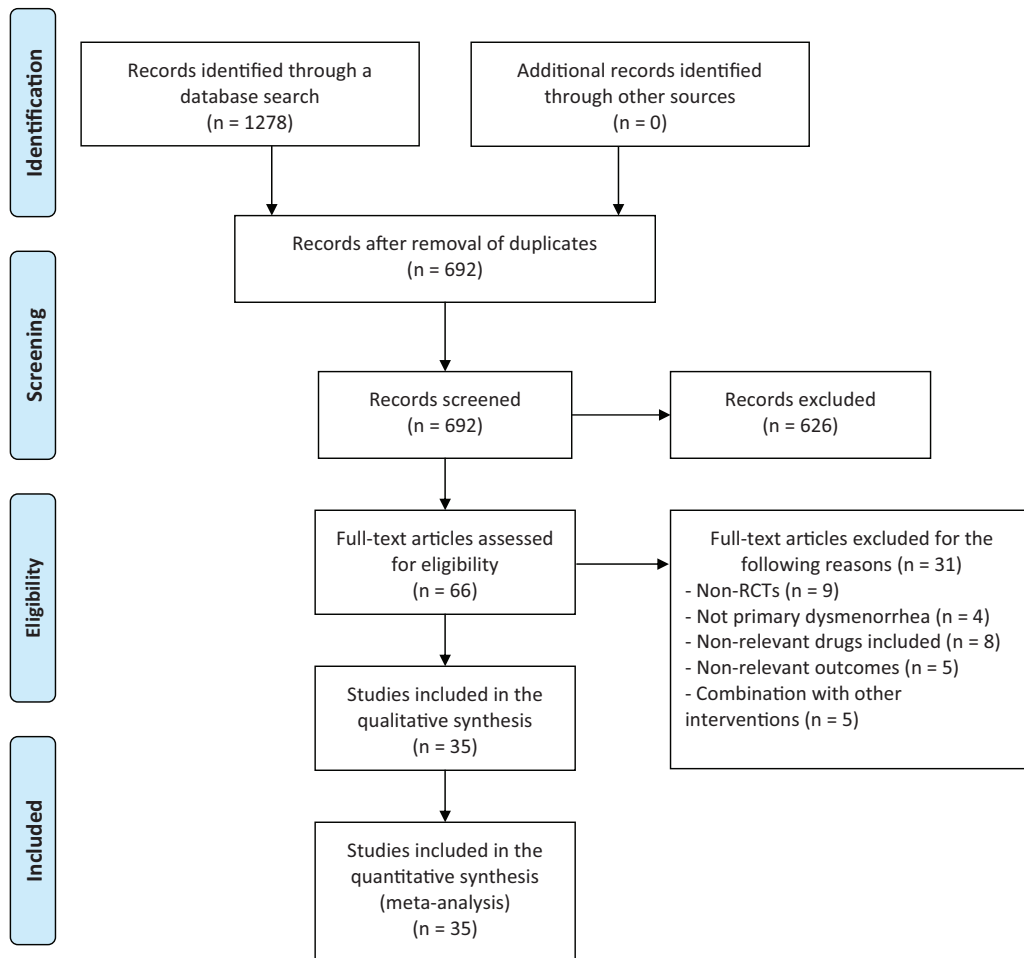 Identification
Records identified through a
database search
(n = 1278)
Additional records identified
through other sources
(n = 0)
Records after removal of duplicates
(n = 692)
Screening
Records screened
(n = 692)
Records excluded
(n = 626)
Eligibility
Full-text articles assessed
for eligibility
(n = 66)
Full-text articles excluded for the
following reasons (n = 31)
- Non-RCTs (n = 9)
- Not primary dysmenorrhea (n = 4)
- Non-relevant drugs included (n = 8)
- Non-relevant outcomes (n = 5)
- Combination with other
interventions (n = 5)
Studies included in the
qualitative synthesis
(n = 35)
Included
Studies included in the
quantitative synthesis
(meta-analysis)
(n = 35)